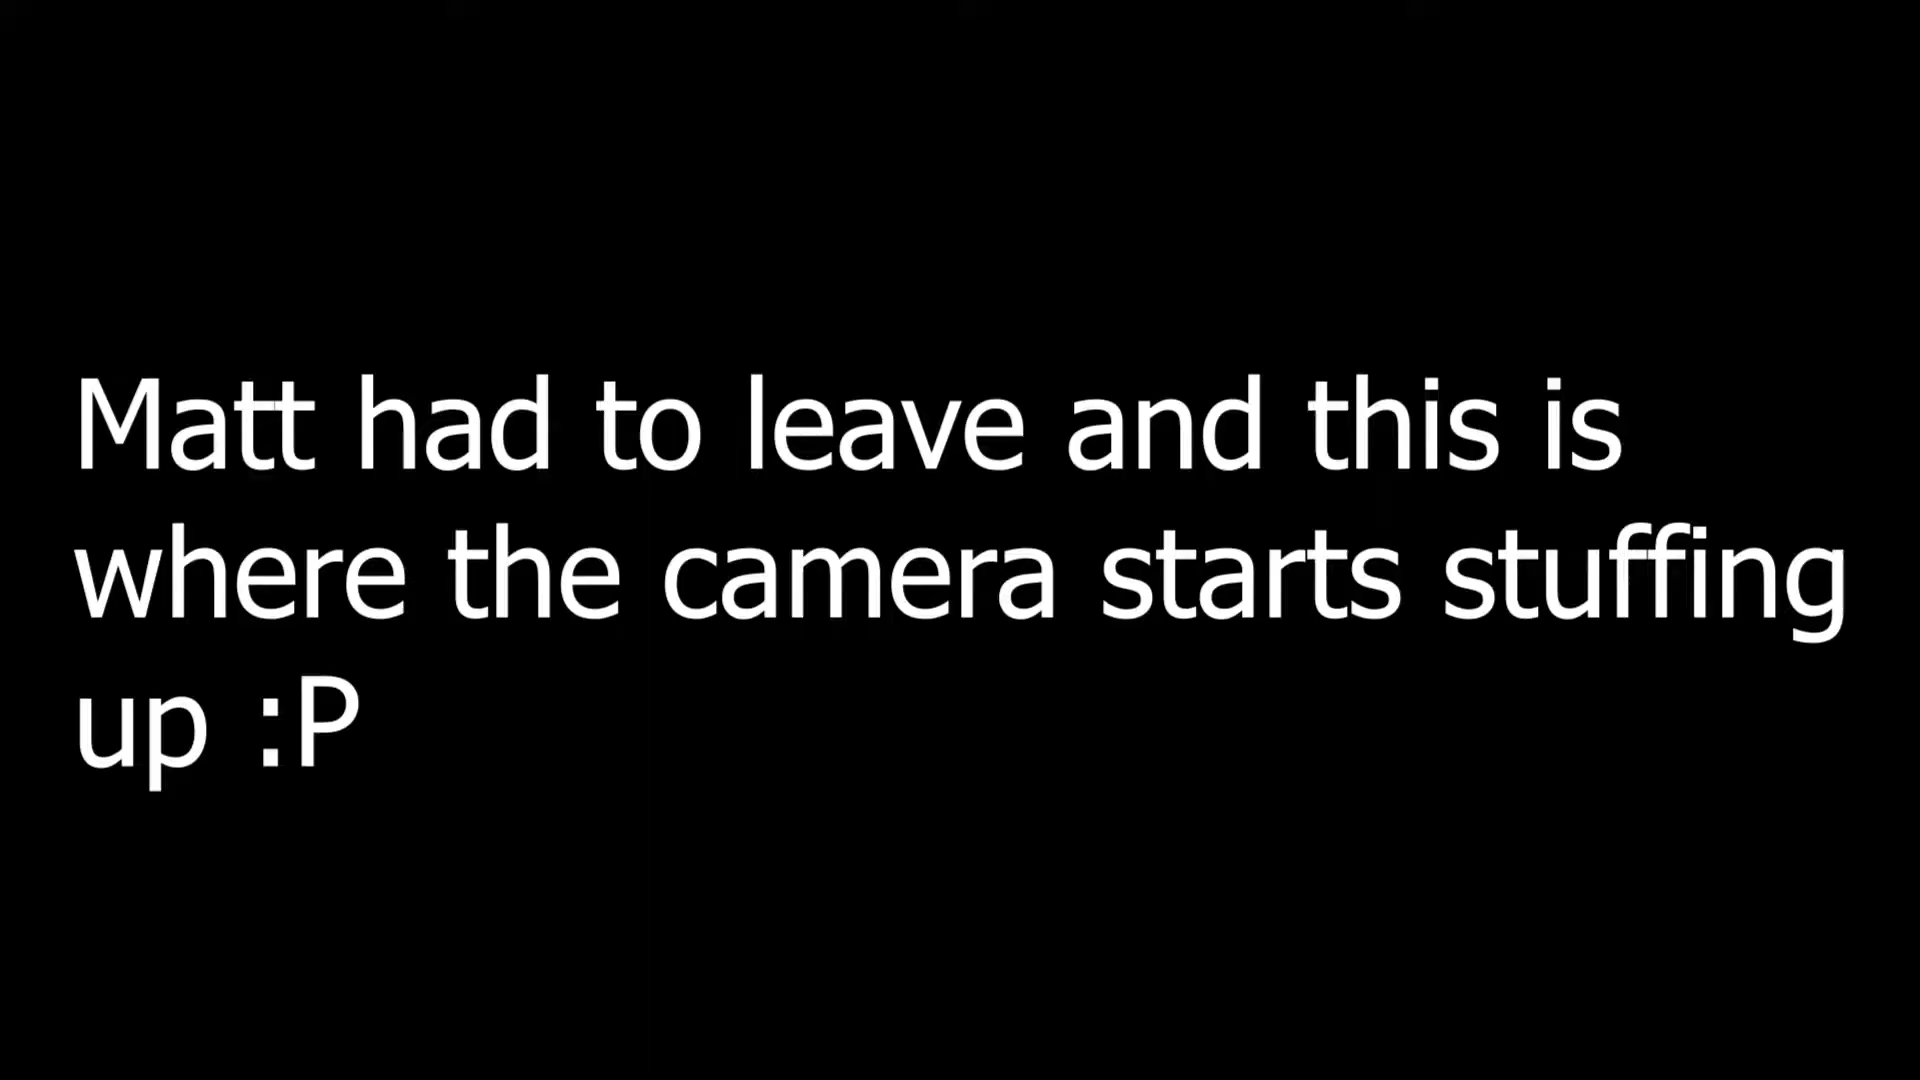 Matt had to leave and this is
where the camera starts stuffing
up :P